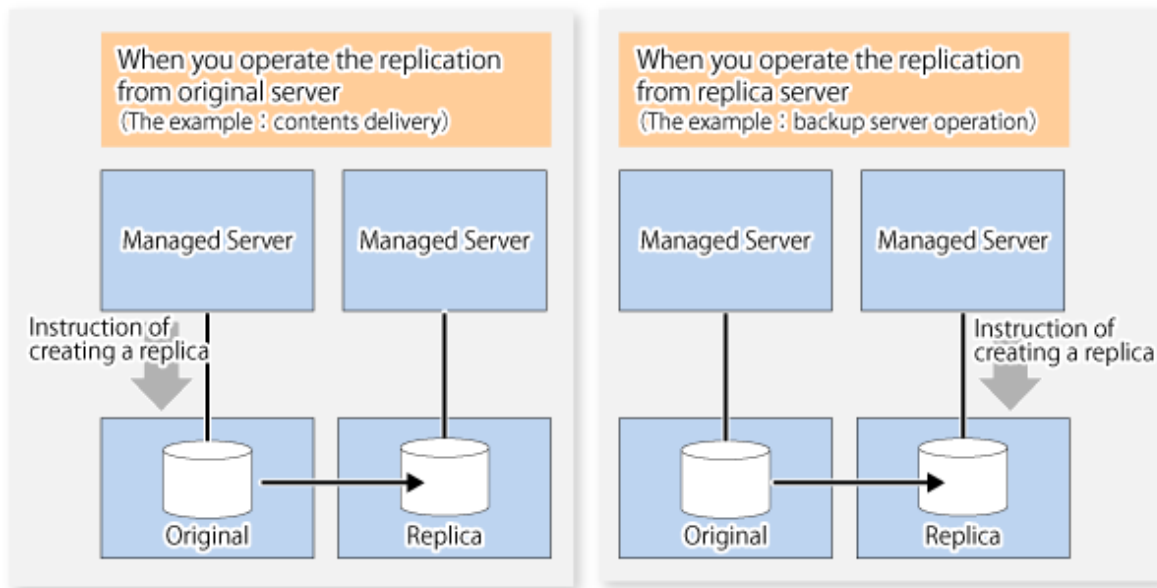 When you operate the replication
from original server
(The example : contents delivery)
Managed Server
Managed Server
Instruction of
creating a replica
Original
Replica
When you operate the replication
from replica server
(The example : backup server operation)
Managed Server
Managed Server
Instruction of
creating a replica
Original
Replica